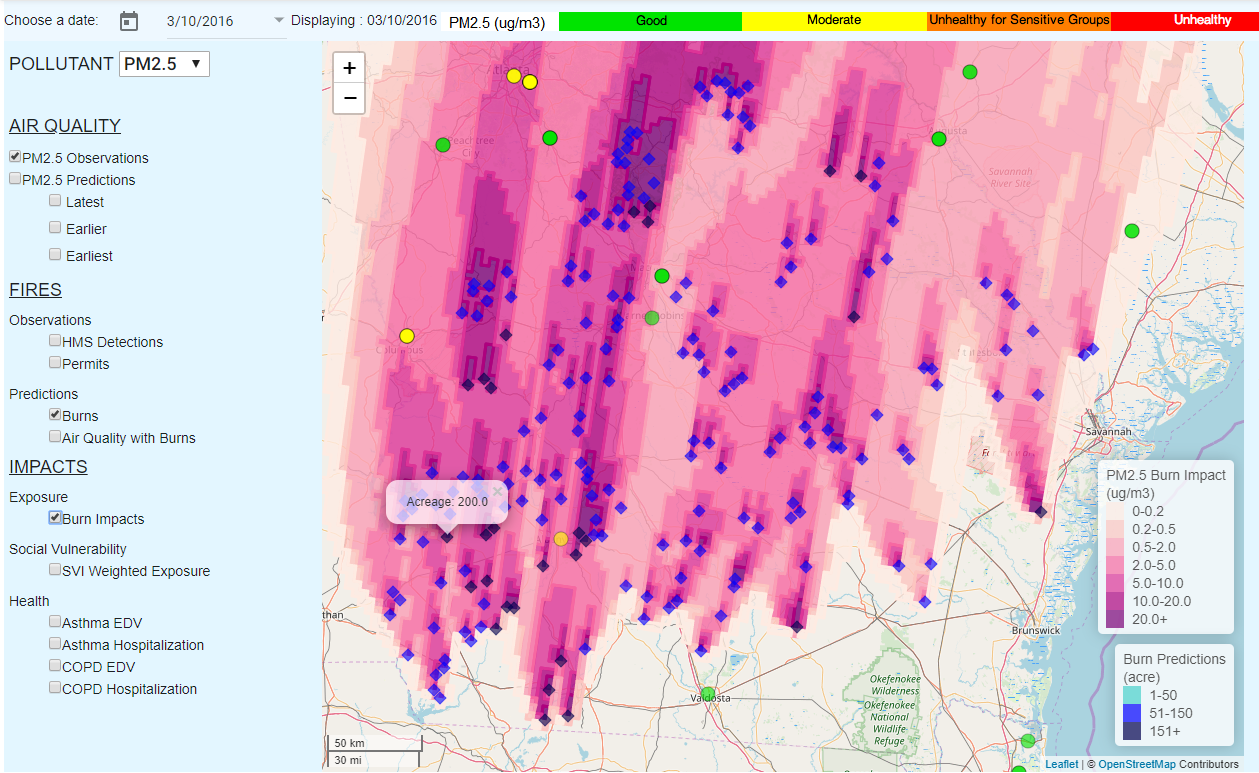 Choose a date:
3/10/2016
Displaying : 03/10/2016
PM2.5 (ug/m3)
Good
Moderate
Unhealthy for Sensitive Groups
Unhealthy
POLLUTANT PM2.5 ▼
AIR QUALITY
PM2.5 Observations
PM2.5 Predictions
Latest
Earlier
Earliest
FIRES
Observations
HMS Detections
Permits
Predictions
Burns
Air Quality with Burns
IMPACTS
Exposure
Burn Impacts
Social Vulnerability
SVI Weighted Exposure
Health
Asthma EDV
Asthma Hospitalization
COPD EDV
COPD Hospitalization
+
−
Peachtree
City
Savannah
River Site
Savannah
Acreage: 200.0
×
Brunswick
Valdosta
Okefenokee
Wilderness
Okefenokee
National
Wildlife
Refuge
PM2.5 Burn Impact
(ug/m3)
0-0.2
0.2-0.5
0.5-2.0
2.0-5.0
5.0-10.0
10.0-20.0
20.0+
Burn Predictions
(acre)
1-50
51-150
151+
50 km
30 mi
Leaflet | © OpenStreetMap Contributors